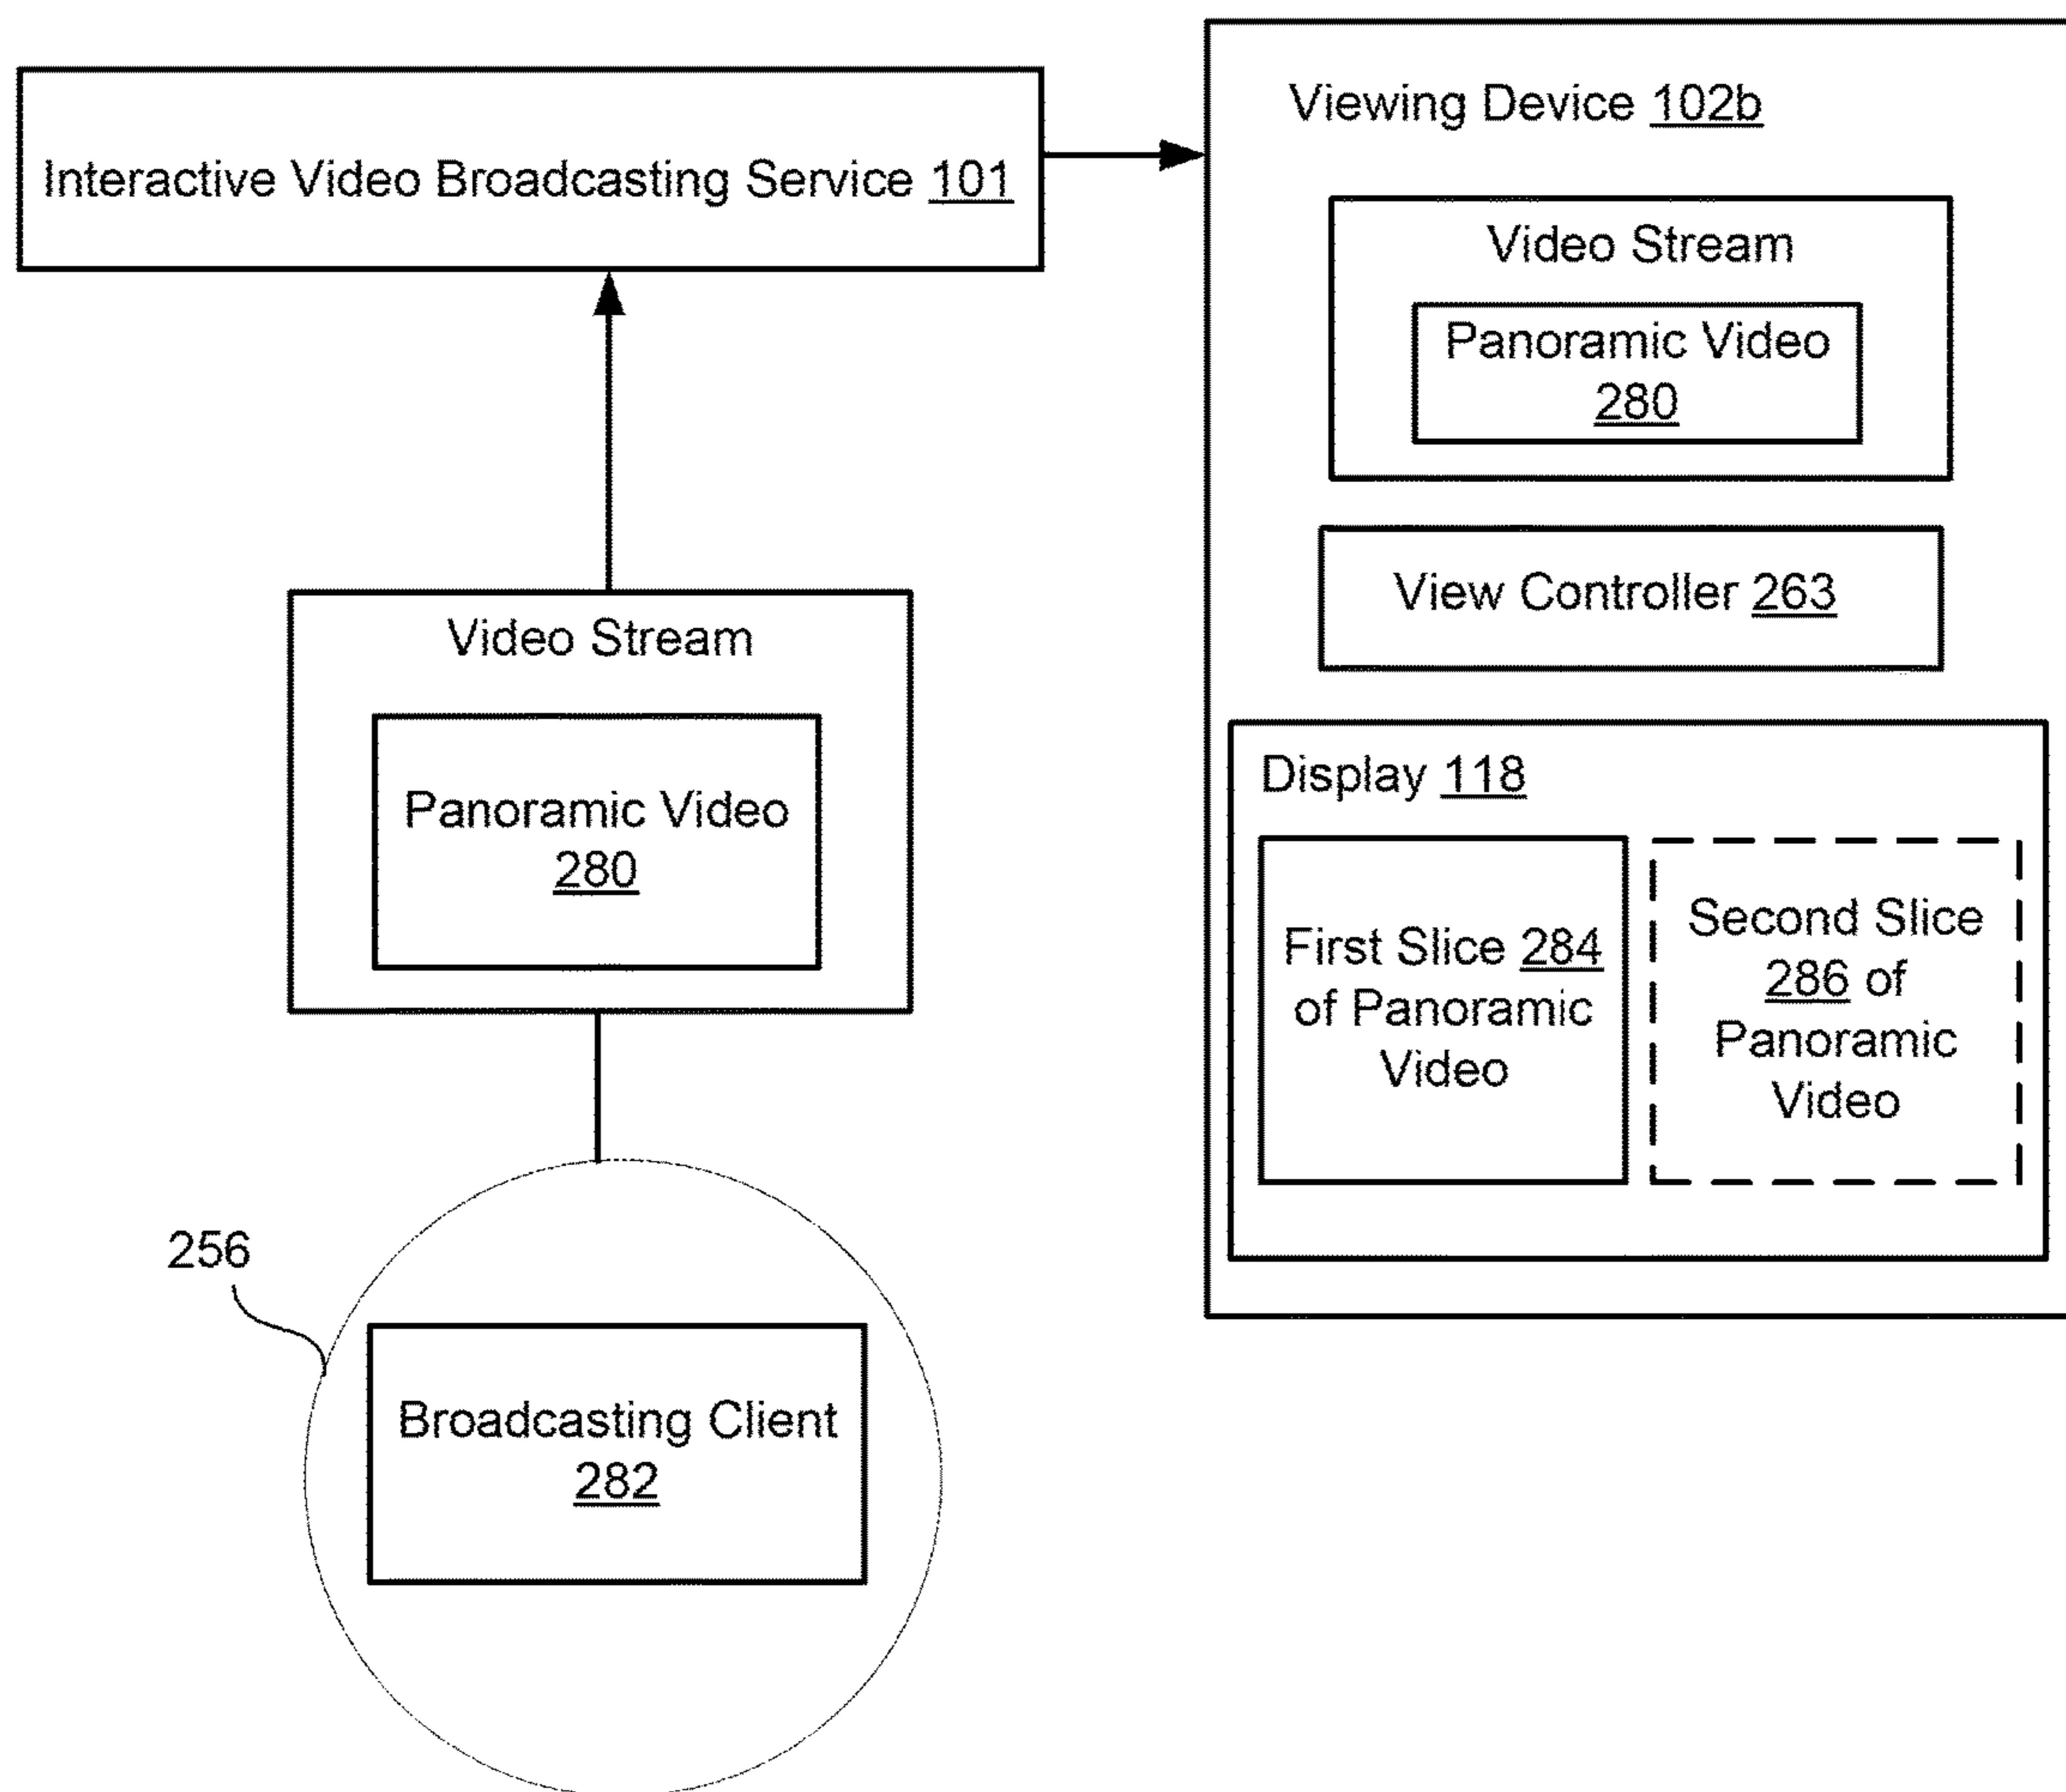 Interactive Video Broadcasting Service 101
Viewing Device 102b
Video Stream
Panoramic Video
280
View Controller 263
Display 118
First Slice 284
of Panoramic
Video
Second Slice
286 of
Panoramic
Video
Video Stream
Panoramic Video
280
256
Broadcasting Client
282